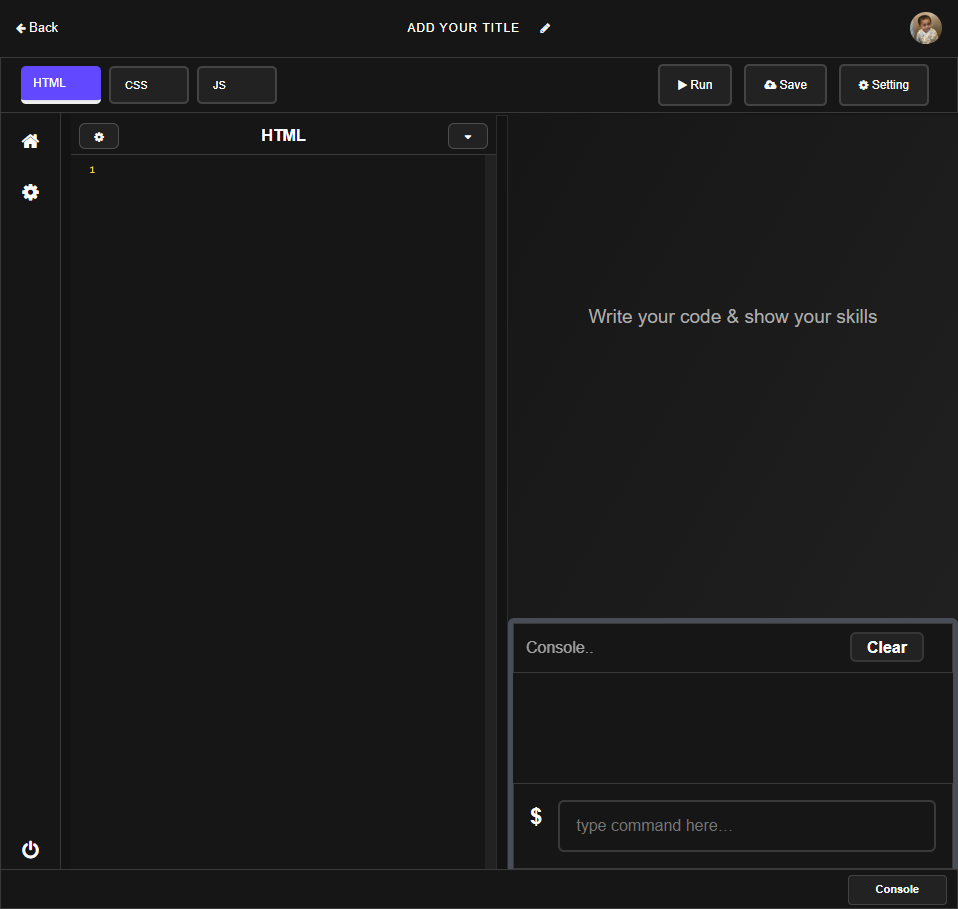 Back
ADD YOUR TITLE
HTML
CSS
JS
Run
Save
Setting
HTML
1
Write your code & show your skills
Console..
Clear
$
type command here...
Console